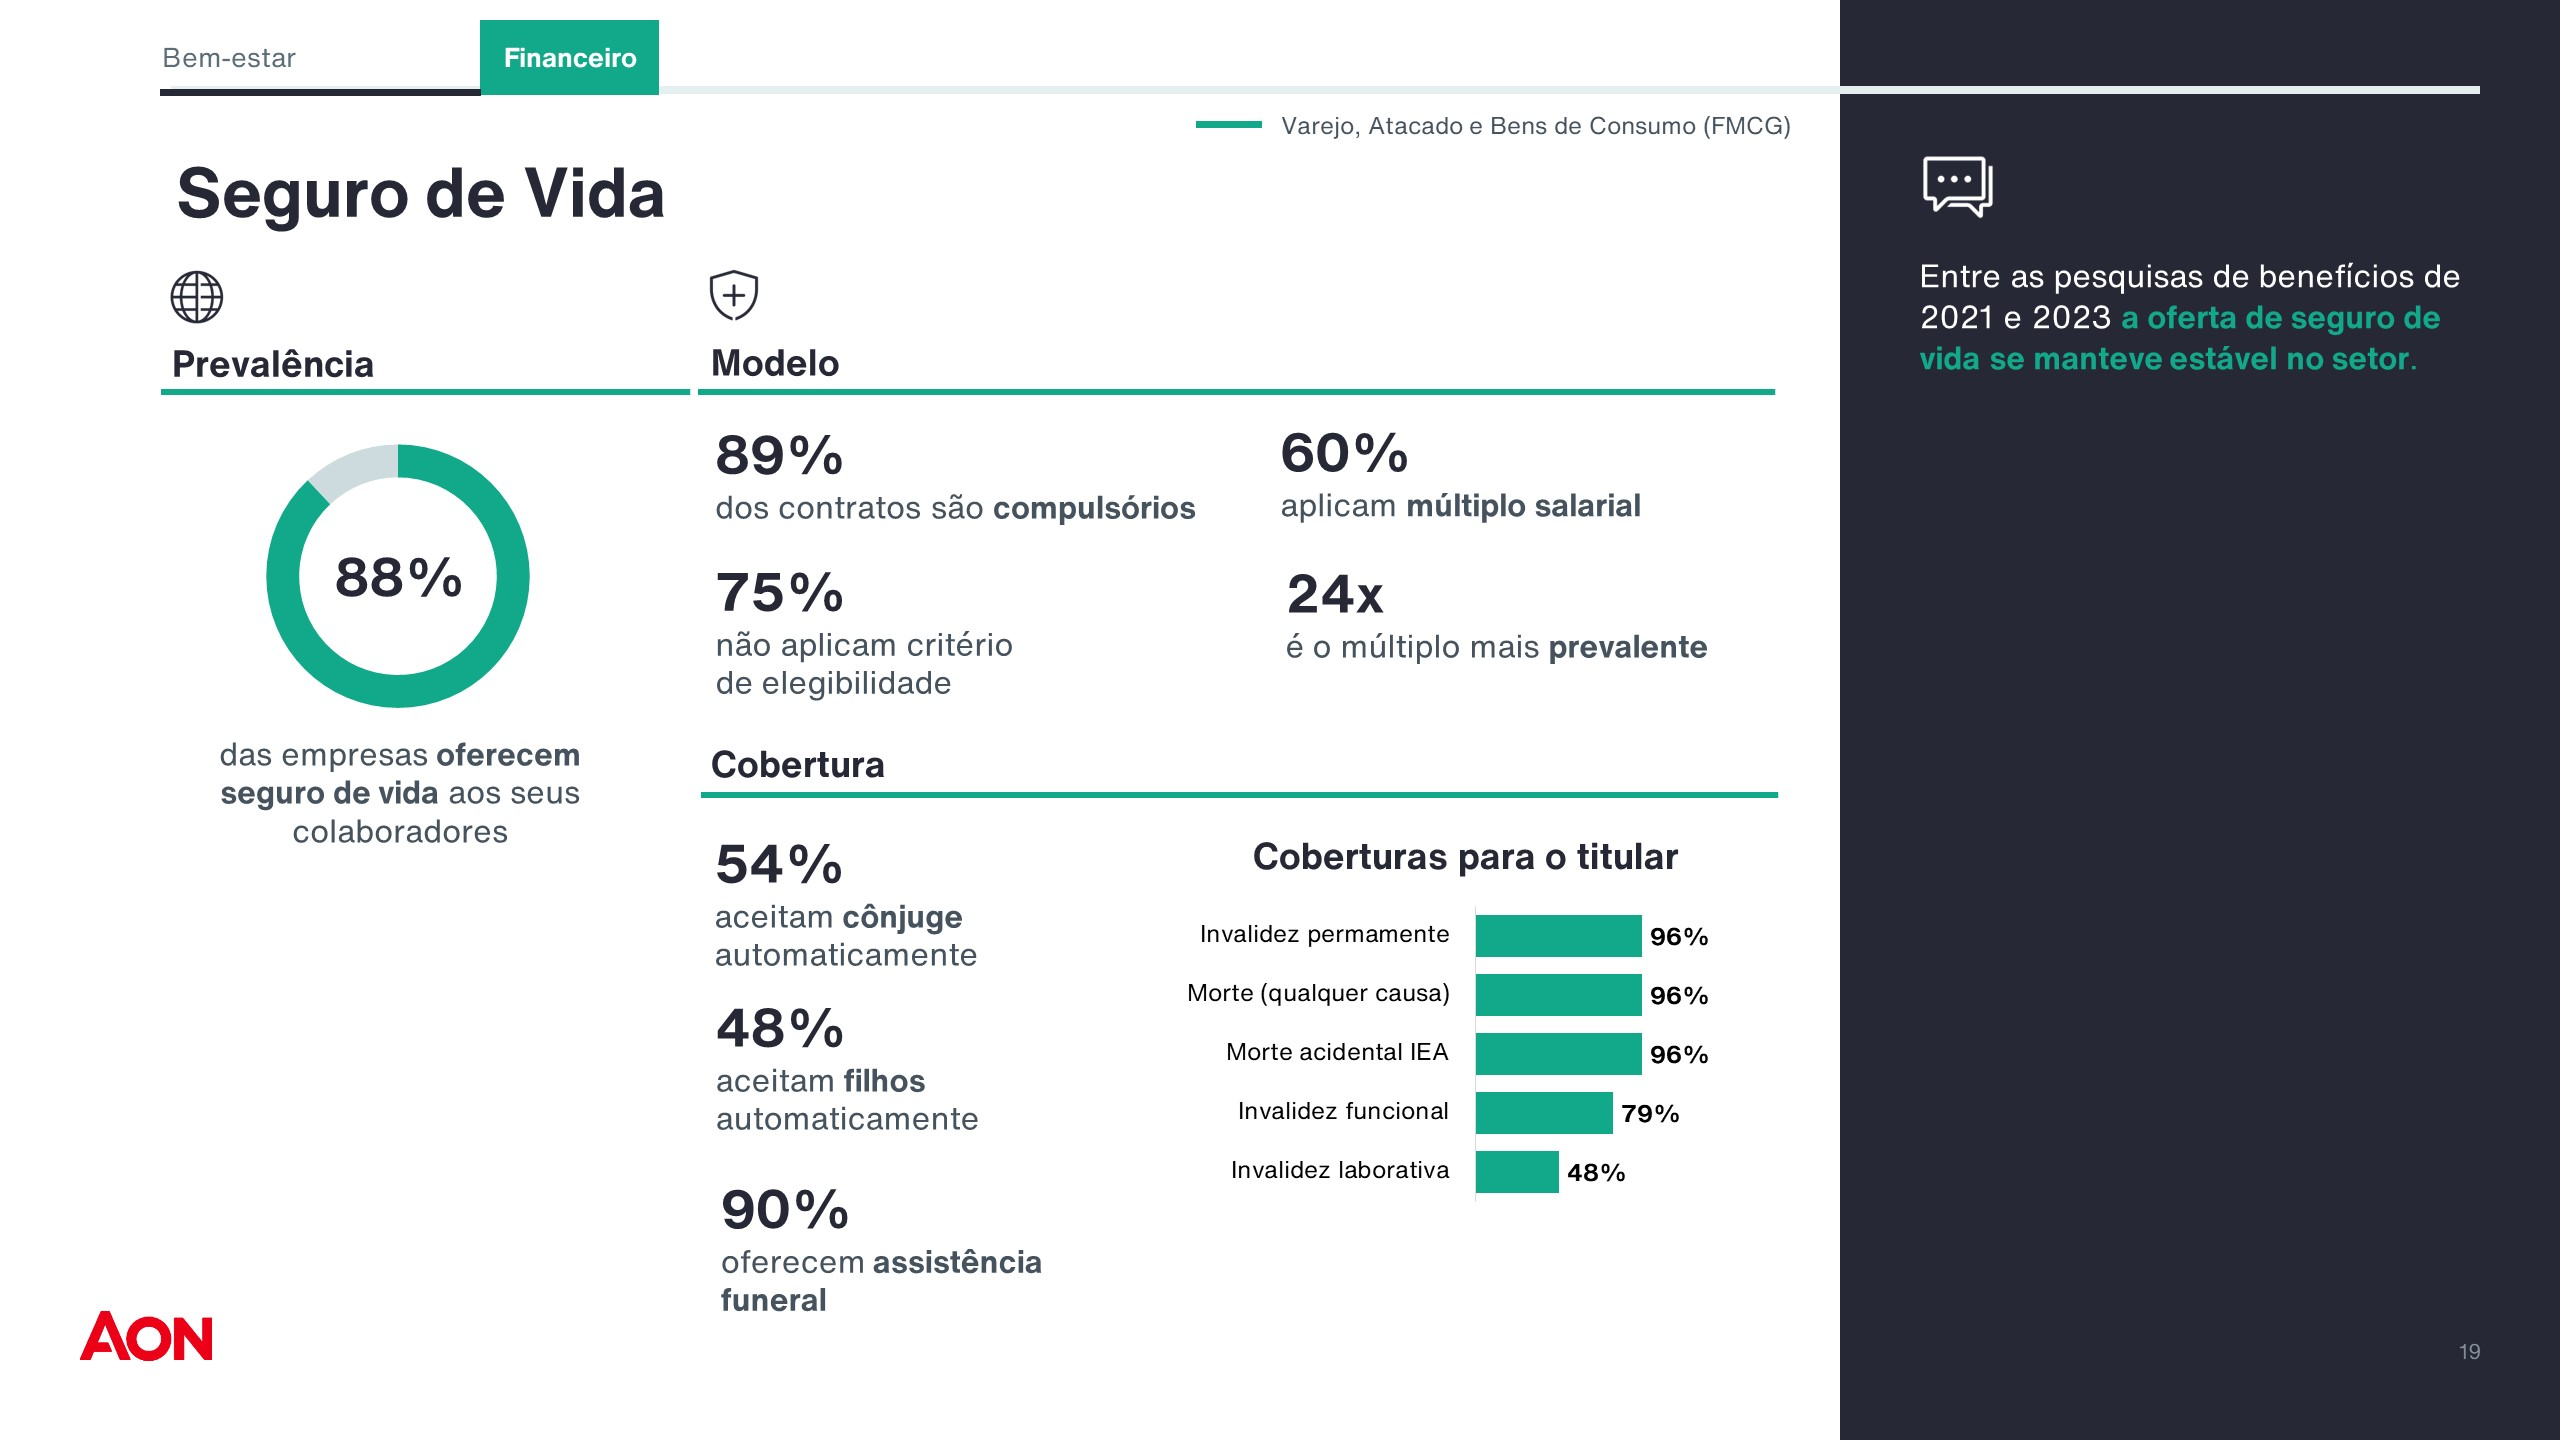 Bem-estar
Financeiro
Varejo, Atacado e Bens de Consumo (FMCG)
Seguro de Vida
Prevalência
88%
das empresas oferecem
seguro de vida aos seus
colaboradores
Modelo
89%
dos contratos são compulsórios
60%
aplicam múltiplo salarial
75%
não aplicam critério
de elegibilidade
24x
é o múltiplo mais prevalente
Cobertura
54%
aceitam cônjuge
automaticamente
48%
aceitam filhos
automaticamente
90%
oferecem assistência
funeral
Coberturas para o titular
Invalidez permamente 96%
Morte (qualquer causa) 96%
Morte acidental IEA 96%
Invalidez funcional 79%
Invalidez laborativa 48%
Entre as pesquisas de benefícios de
2021 e 2023 a oferta de seguro de
vida se manteve estável no setor.
AON
19